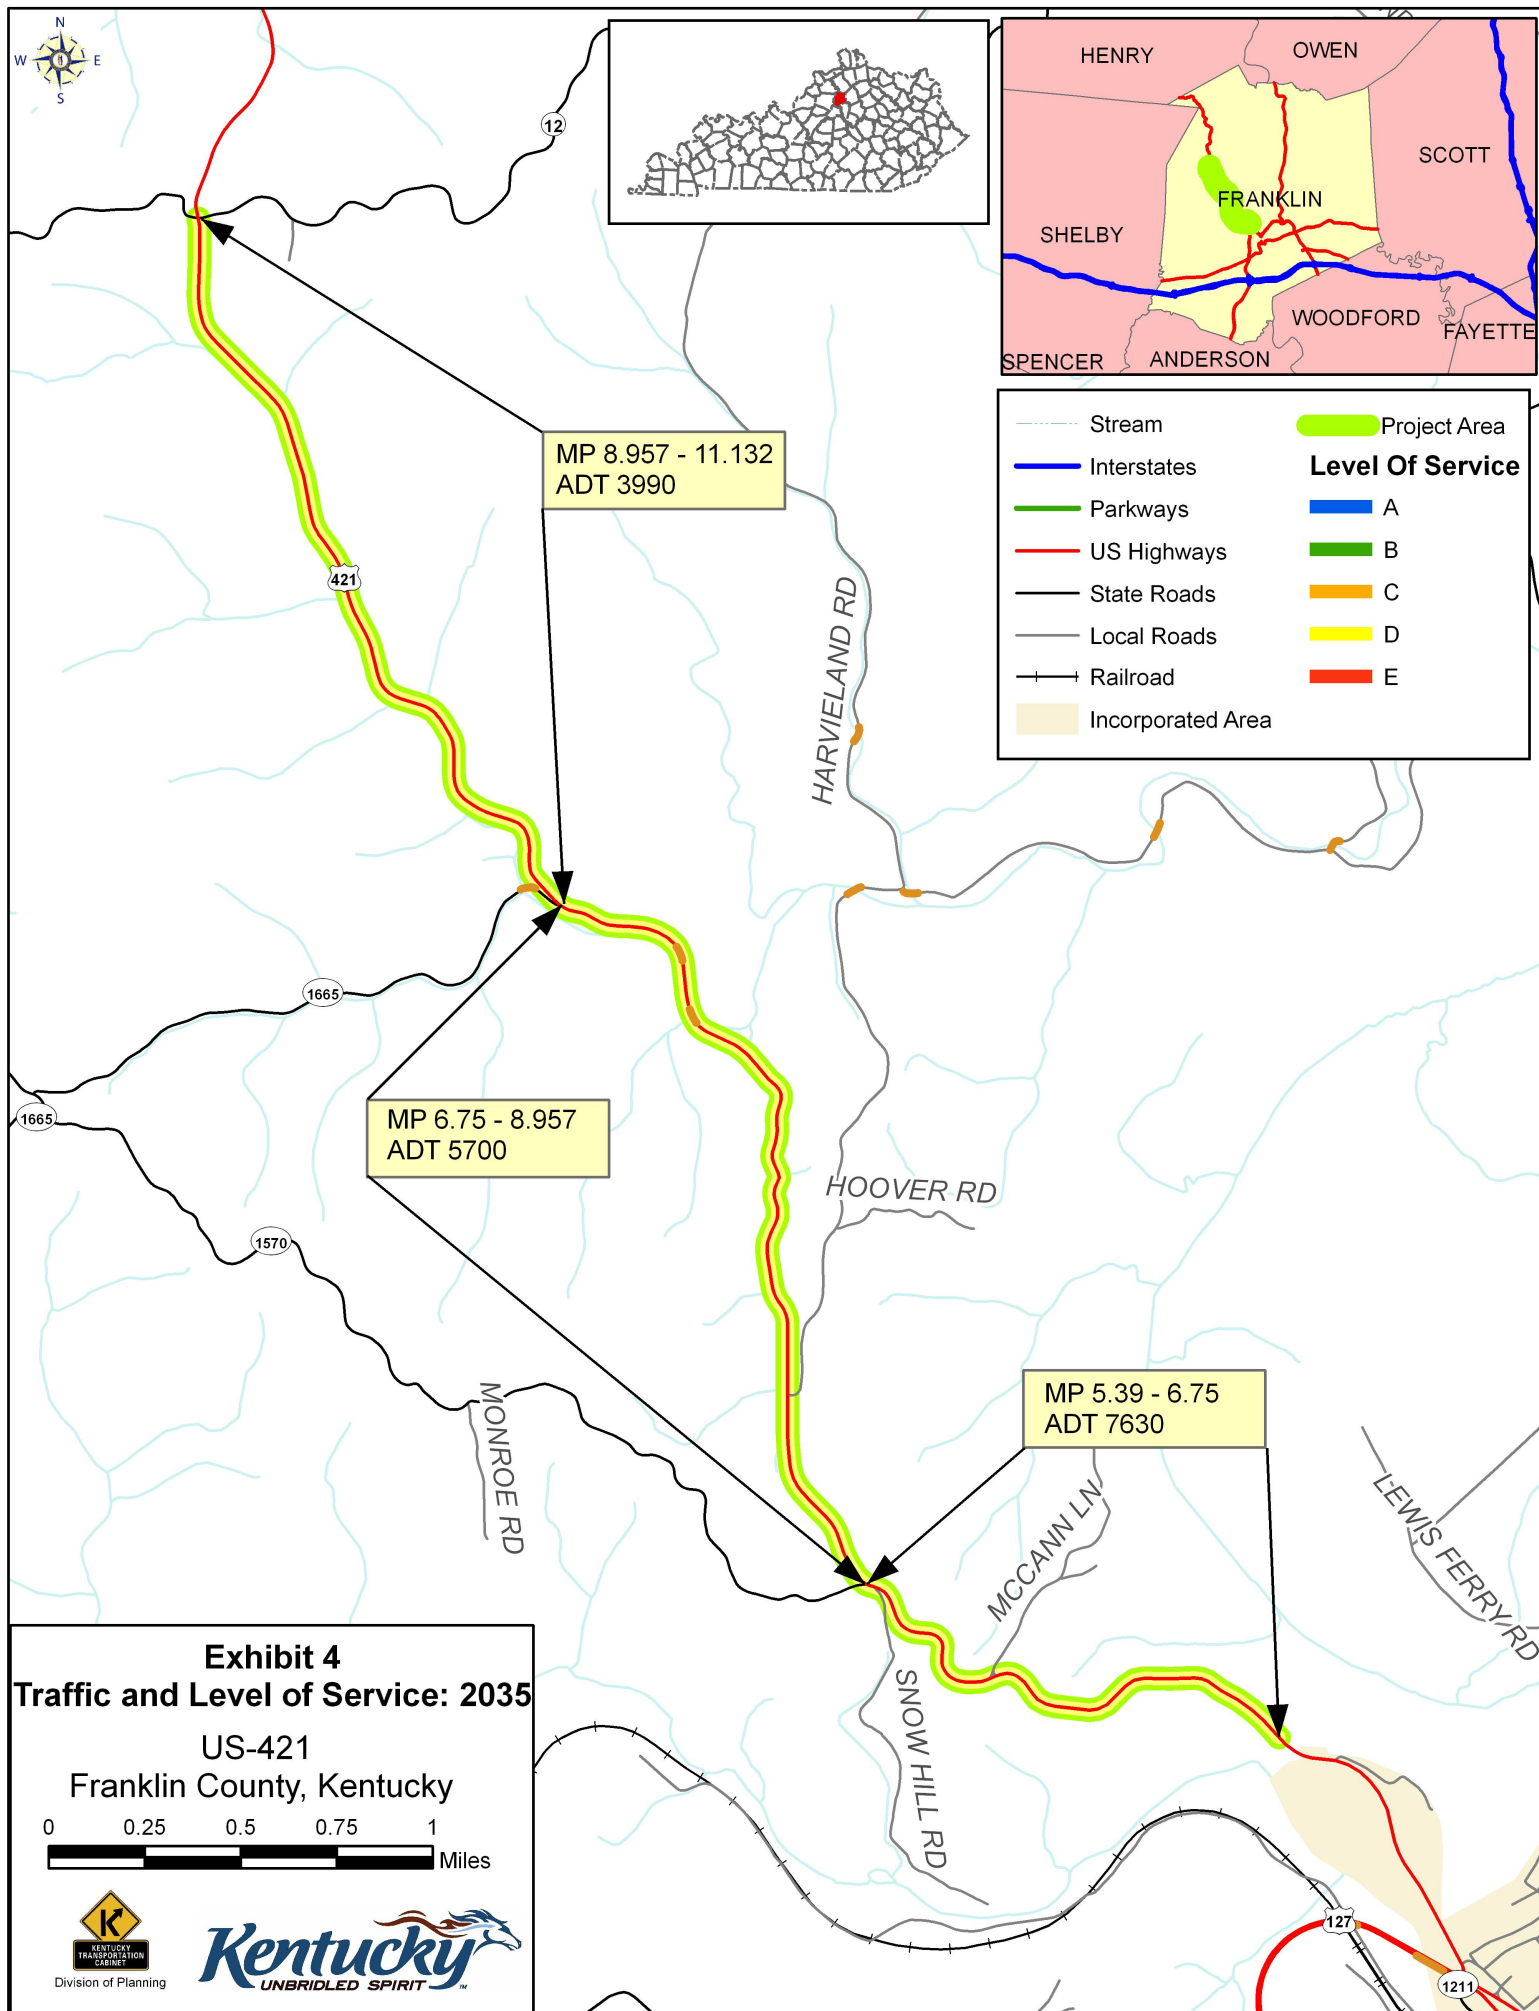 N
W
E
S
12
HENRY
OWEN
SCOTT
FRANKLIN
SHELBY
WOODFORD
FAYETTE
SPENCER
ANDERSON
Stream
Interstates
Parkways
US Highways
State Roads
Local Roads
Railroad
Incorporated Area
Project Area
Level Of Service
A
B
C
D
E
MP 8.957 - 11.132
ADT 3990
421
HARVIELAND RD
1665
1665
MP 6.75 - 8.957
ADT 5700
HOOVER RD
1570
MONROE RD
MP 5.39 - 6.75
ADT 7630
MCCANN LN
LEWIS FERRY RD
SNOW HILL RD
127
1211
Exhibit 4
Traffic and Level of Service: 2035
US-421
Franklin County, Kentucky
0 0.25 0.5 0.75 1
Miles
K
KENTUCKY
TRANSPORTATION
CABINET
Division of Planning
Kentucky
UNBRIDLED SPIRIT
TM